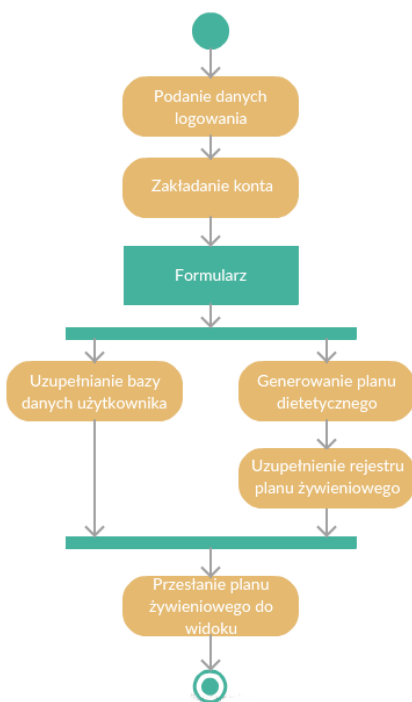 Podanie danych
logowania
Zakładanie konta
Formularz
Uzupełnianie bazy
danych użytkownika
Generowanie planu
dietetycznego
Uzupełnienie rejestru
planu żywieniowego
Przesłanie planu
żywieniowego do
widoku